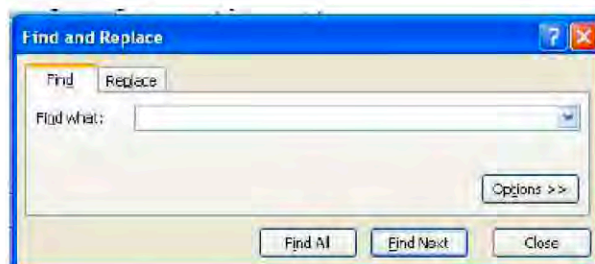 Find and Replace
Find Replace
Find what:
Options >>
Find All Find Next Close